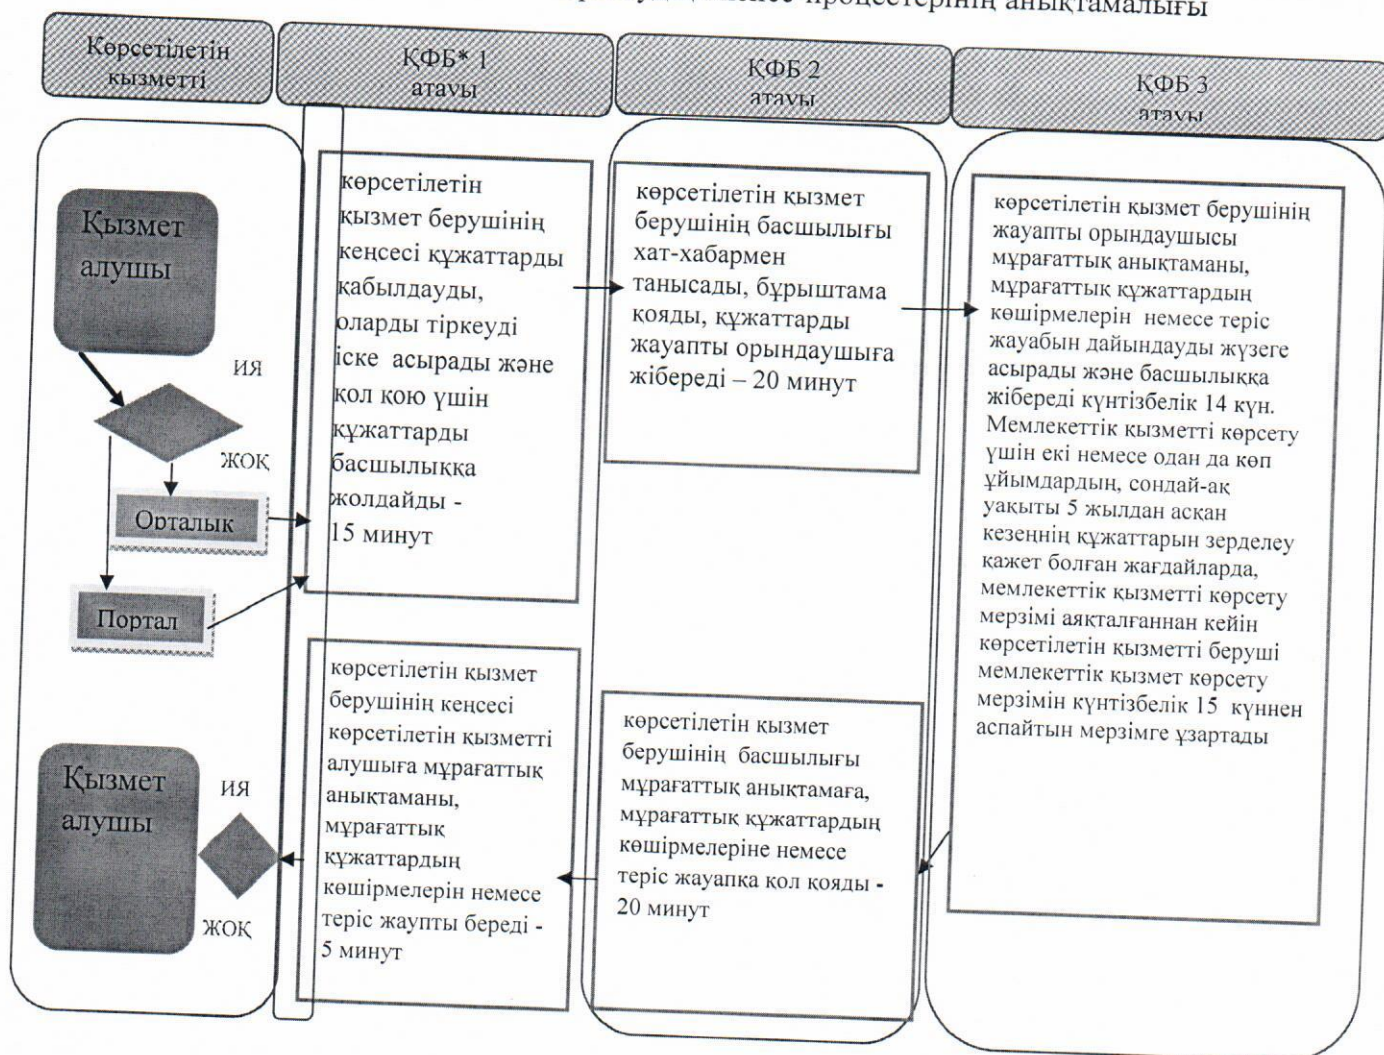 процестерінің анықтамалығы
Көрсетілетін
қызметті
ҚФБ* 1
атауы
ҚФБ 2
атауы
ҚФБ 3
атауы
Қызмет
алушы
ИЯ
ЖОҚ
Орталық
Портал
көрсетілетін
қызмет берушінің
кеңсесі құжаттарды
қабылдауды,
оларды тіркеуді
іске асырады және
қол қою үшін
құжаттарды
басшылыққа
жолдайды -
15 минут
көрсетілетін қызмет
берушінің басшылығы
хат-хабармен
танысады, бұрыштама
қояды, құжаттарды
жауапты орындаушыға
жібереді – 20 минут
көрсетілетін қызмет берушінің
жауапты орындаушысы
мұрағаттық анықтаманы,
мұрағаттық құжаттардың
көшірмелерін немесе теріс
жауабын дайындауды жүзеге
асырады және басшылыққа
жібереді күнтізбелік 14 күн.
Мемлекеттік қызметті көрсету
үшін екі немесе одан да көп
ұйымдардың, сондай-ақ
уақыты 5 жылдан асқан
кезеңнің құжаттарын зерделеу
қажет болған жағдайларда,
мемлекеттік қызметті көрсету
мерзімі аяқталғаннан кейін
көрсетілетін қызметті беруші
мемлекеттік қызмет көрсету
мерзімін күнтізбелік 15 күннен
аспайтын мерзімге ұзартады
Қызмет
алушы
ИЯ
ЖОҚ
көрсетілетін қызмет
берушінің кеңсесі
көрсетілетін қызметті
алушыға мұрағаттық
анықтаманы,
мұрағаттық
құжаттардың
көшірмелерін немесе
теріс жаупты береді -
5 минут
көрсетілетін қызмет
берушінің басшылығы
мұрағаттық анықтамаға,
мұрағаттық құжаттардың
көшірмелеріне немесе
теріс жауапқа қол қояды -
20 минут